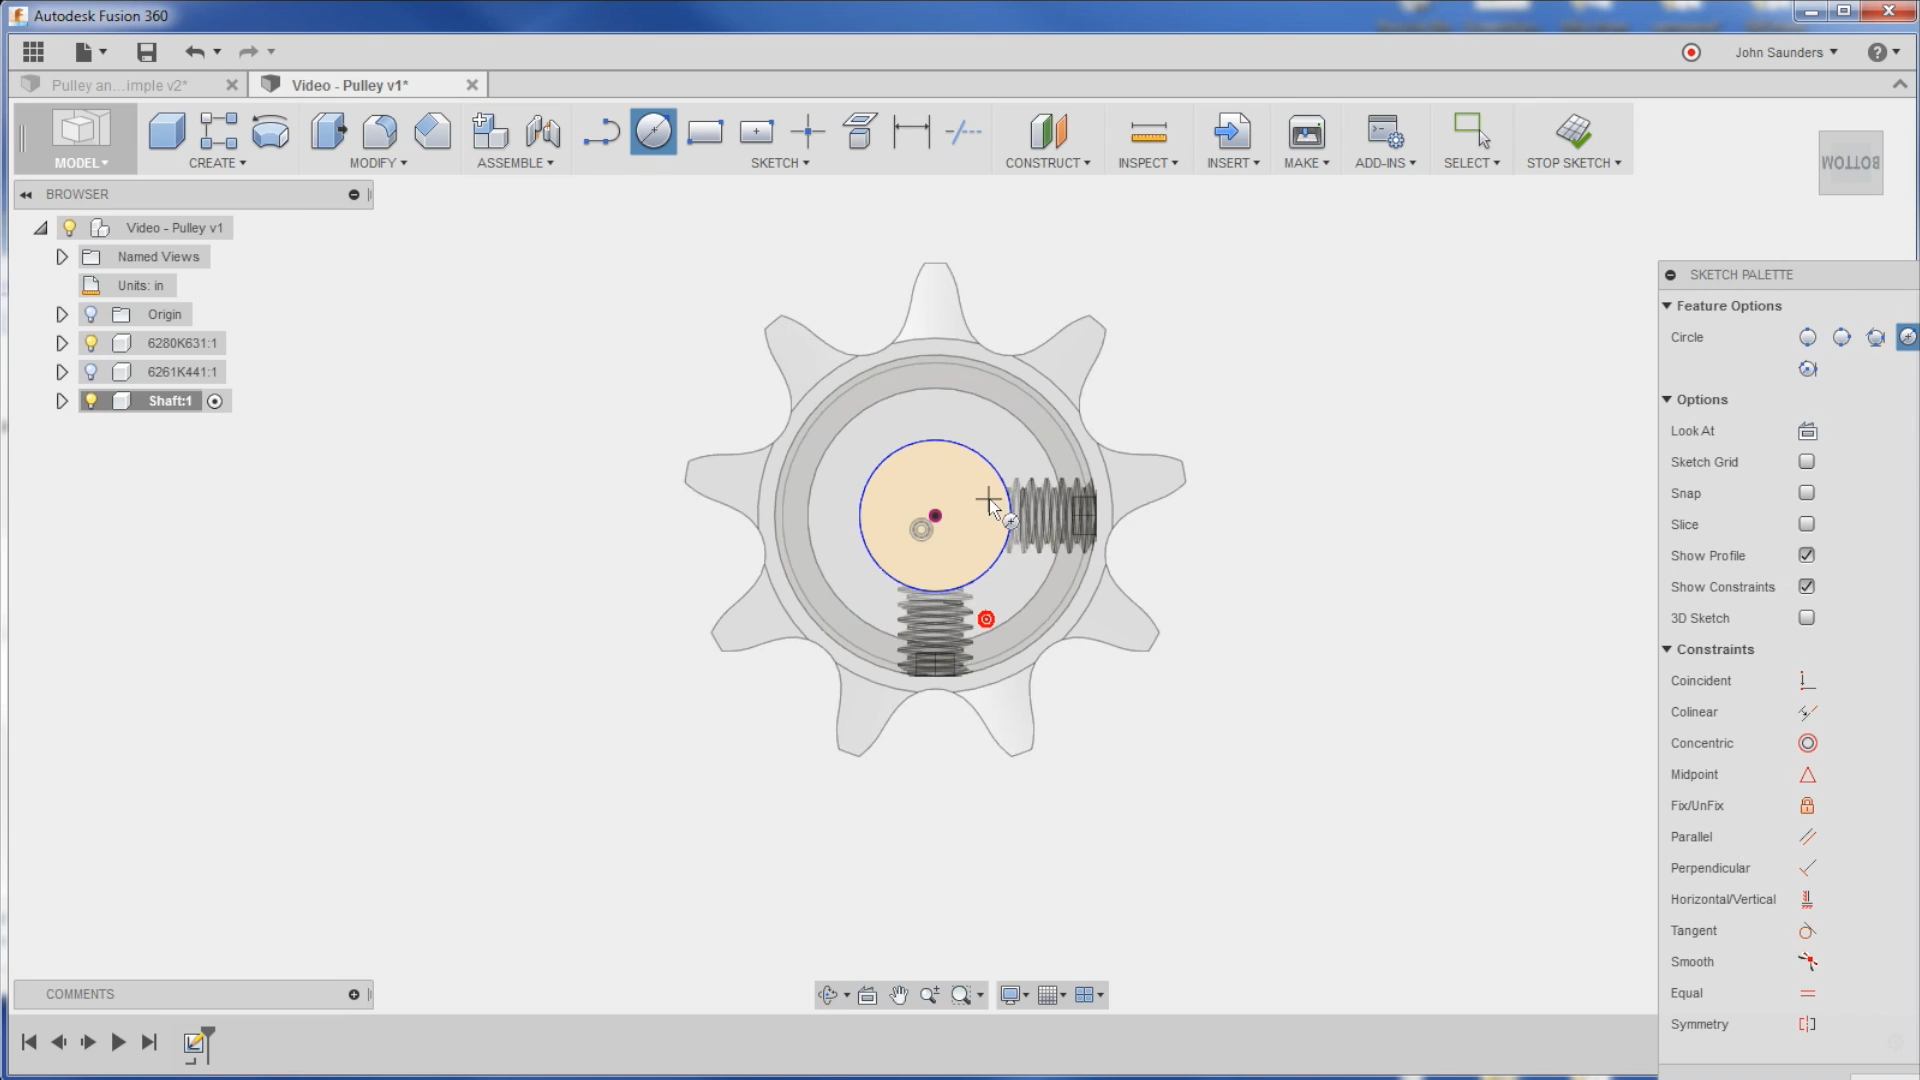 Autodesk Fusion 360
John Saunders
Pulley an...imple v2*
Video - Pulley v1*
MODEL
CREATE
MODIFY
ASSEMBLE
SKETCH
CONSTRUCT
INSPECT
INSERT
MAKE
ADD-INS
SELECT
STOP SKETCH
BOTTOM
BROWSER
Video - Pulley v1
Named Views
Units: in
Origin
6280K631:1
6261K441:1
Shaft:1
SKETCH PALETTE
Feature Options
Circle
Options
Look At
Sketch Grid
Snap
Slice
Show Profile
Show Constraints
3D Sketch
Constraints
Coincident
Colinear
Concentric
Midpoint
Fix/UnFix
Parallel
Perpendicular
Horizontal/Vertical
Tangent
Smooth
Equal
Symmetry
COMMENTS